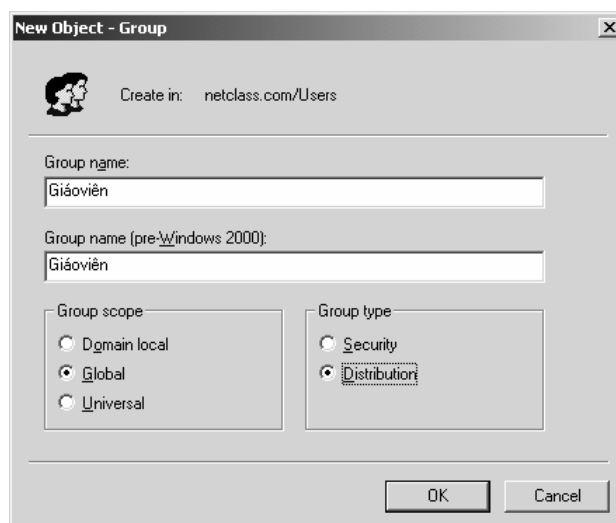 New Object - Group
Create in: netclass.com/Users
Group name:
Giáoviên
Group name (pre-Windows 2000):
Giáoviên
Group scope
Domain local
Global
Universal
Group type
Security
Distribution
OK
Cancel